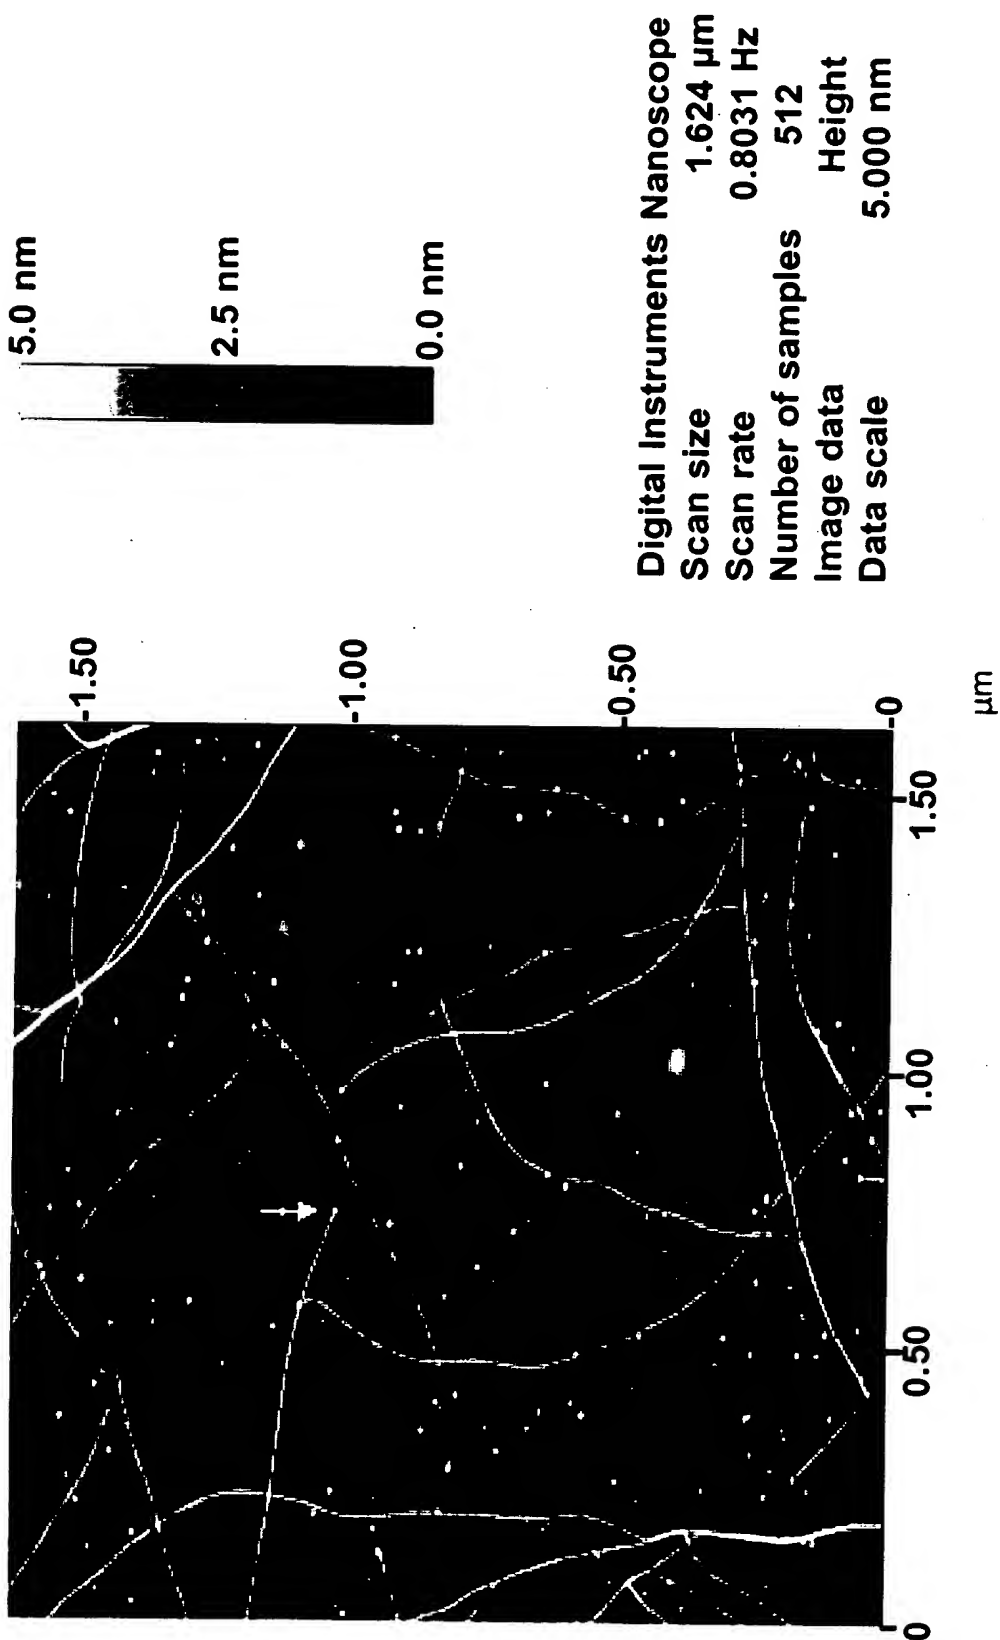 5.0 nm
2.5 nm
0.0 nm
1.50
1.00
0.50
0
0
0.50
1.00
1.50
µm
Digital Instruments Nanoscope
Scan size 1.624 µm
Scan rate 0.8031 Hz
Number of samples 512
Image data Height
Data scale 5.000 nm